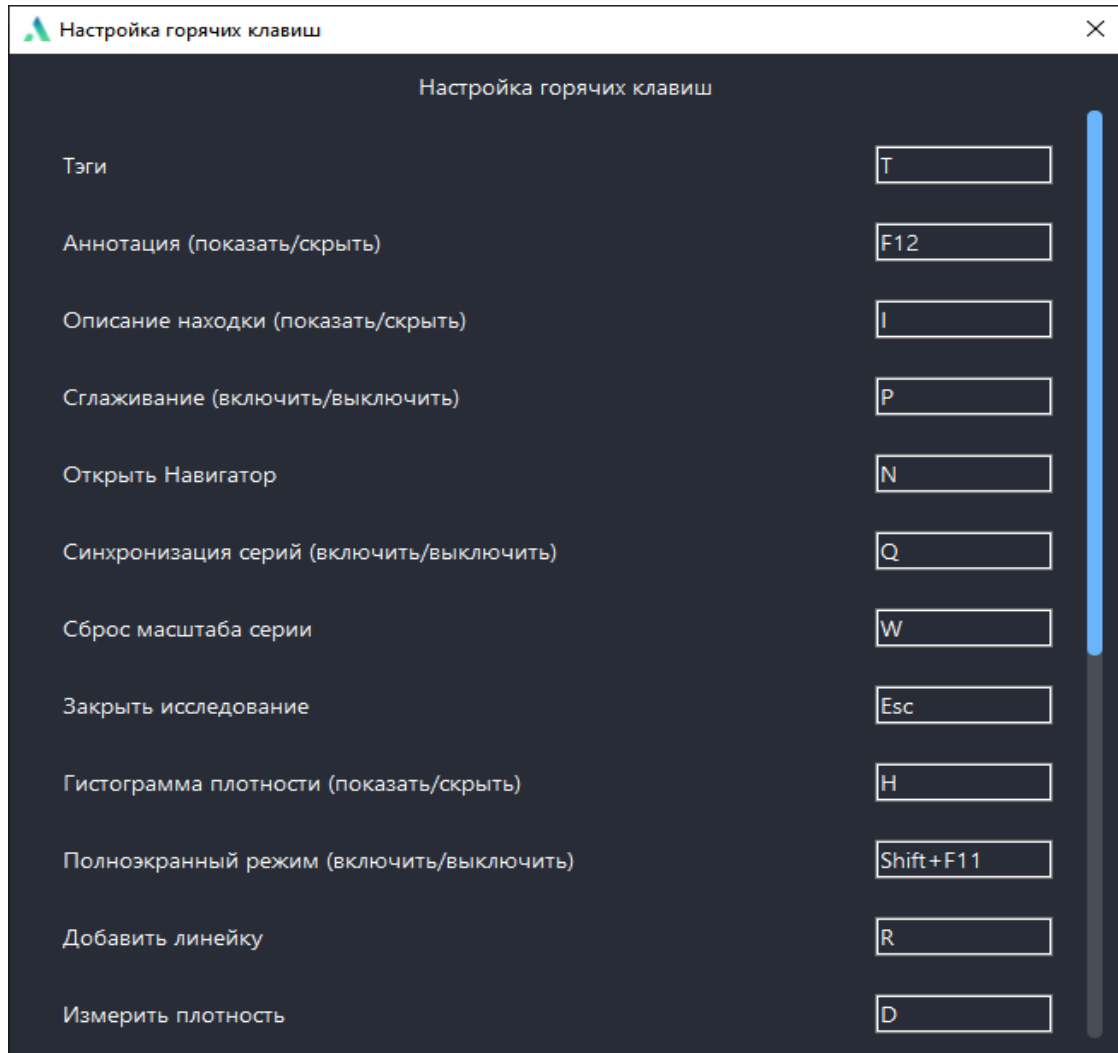 Настройка горячих клавиш
Настройка горячих клавиш
Тэги T
Аннотация (показать/скрыть) F12
Описание находки (показать/скрыть) I
Сглаживание (включить/выключить) P
Открыть Навигатор N
Синхронизация серий (включить/выключить) Q
Сброс масштаба серии W
Закрыть исследование Esc
Гистограмма плотности (показать/скрыть) H
Полноэкранный режим (включить/выключить) Shift+F11
Добавить линейку R
Измерить плотность D